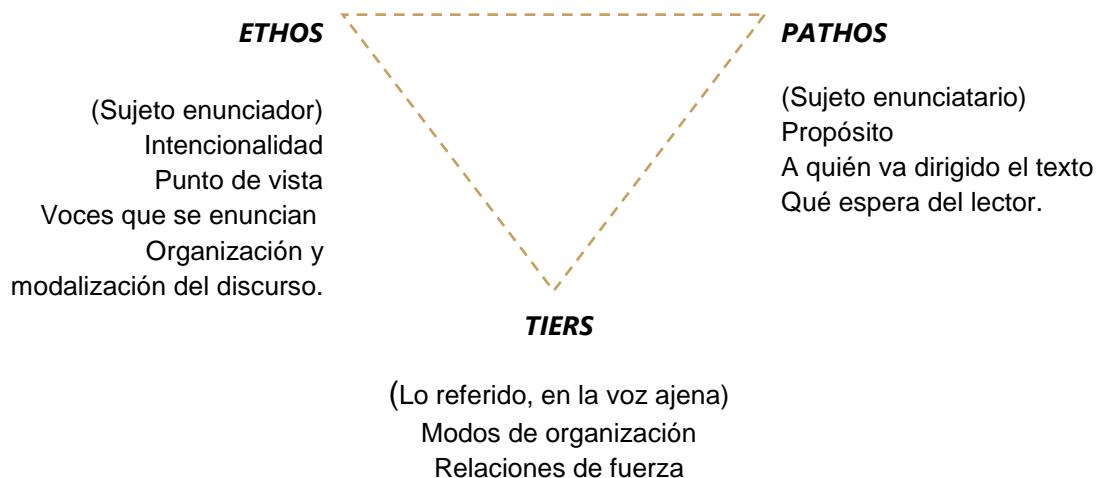 ETHOS
(Sujeto enunciador)
Intencionalidad
Punto de vista
Voces que se enuncian
Organización y
modalización del discurso.
PATHOS
(Sujeto enunciatario)
Propósito
A quién va dirigido el texto
Qué espera del lector.
TIERS
(Lo referido, en la voz ajena)
Modos de organización
Relaciones de fuerza